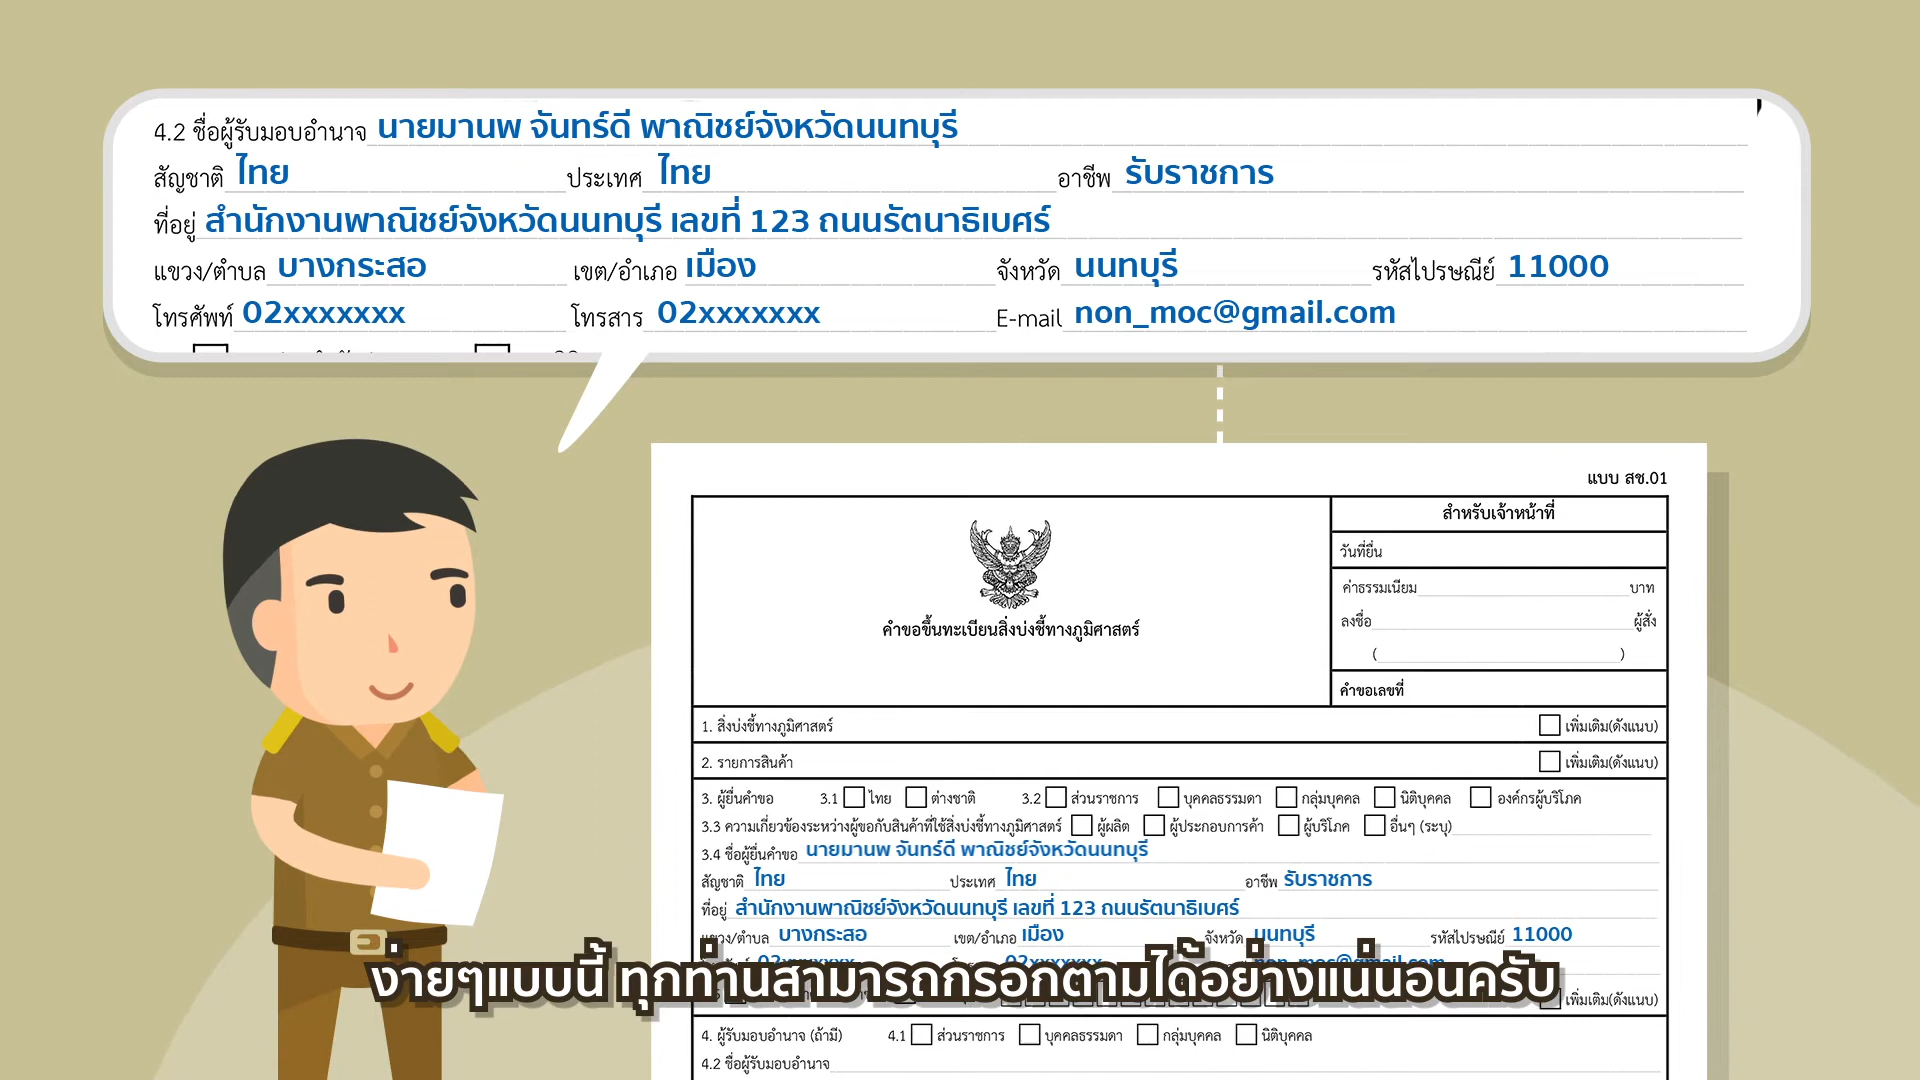 4.2 ชื่อผู้รับมอบอำนาจ นายมานพ จันทร์ดี พาณิชย์จังหวัดนนทบุรี
สัญชาติ ไทย ประเทศ ไทย อาชีพ รับราชการ
ที่อยู่ สำนักงานพาณิชย์จังหวัดนนทบุรี เลขที่ 123 ถนนรัตนาธิเบศร์
แขวง/ตำบล บางกระสอ เขต/อำเภอ เมือง จังหวัด นนทบุรี รหัสไปรษณีย์ 11000
โทรศัพท์ 02xxxxxxx โทรสาร 02xxxxxxx E-mail non_moc@gmail.com
แบบ สช.01
สำหรับเจ้าหน้าที่
วันที่ยื่น
ค่าธรรมเนียม บาท
ลงชื่อ ผู้สั่ง
( )
คำขอเลขที่
คำขอขึ้นทะเบียนสิ่งบ่งชี้ทางภูมิศาสตร์
1. สิ่งบ่งชี้ทางภูมิศาสตร์ เพิ่มเติม(ดังแนบ)
2. รายการสินค้า เพิ่มเติม(ดังแนบ)
3. ผู้ยื่นคำขอ 3.1 ไทย ต่างชาติ 3.2 ส่วนราชการ บุคคลธรรมดา กลุ่มบุคคล นิติบุคคล องค์กรผู้บริโภค
3.3 ความเกี่ยวข้องระหว่างผู้ขอกับสินค้าที่ใช้สิ่งบ่งชี้ทางภูมิศาสตร์ ผู้ผลิต ผู้ประกอบการค้า ผู้บริโภค อื่นๆ (ระบุ)
3.4 ชื่อผู้ยื่นคำขอ นายมานพ จันทร์ดี พาณิชย์จังหวัดนนทบุรี
สัญชาติ ไทย ประเทศ ไทย อาชีพ รับราชการ
ที่อยู่ สำนักงานพาณิชย์จังหวัดนนทบุรี เลขที่ 123 ถนนรัตนาธิเบศร์
แขวง/ตำบล บางกระสอ เขต/อำเภอ เมือง จังหวัด นนทบุรี รหัสไปรษณีย์ 11000
02xxxxxxx 02xxxxxxx non_moc@gmail.com
ง่ายๆแบบนี้ ทุกท่านสามารถกรอกตามได้อย่างแน่นอนครับ
เพิ่มเติม(ดังแนบ)
4. ผู้รับมอบอำนาจ (ถ้ามี) 4.1 ส่วนราชการ บุคคลธรรมดา กลุ่มบุคคล นิติบุคคล
4.2 ชื่อผู้รับมอบอำนาจ